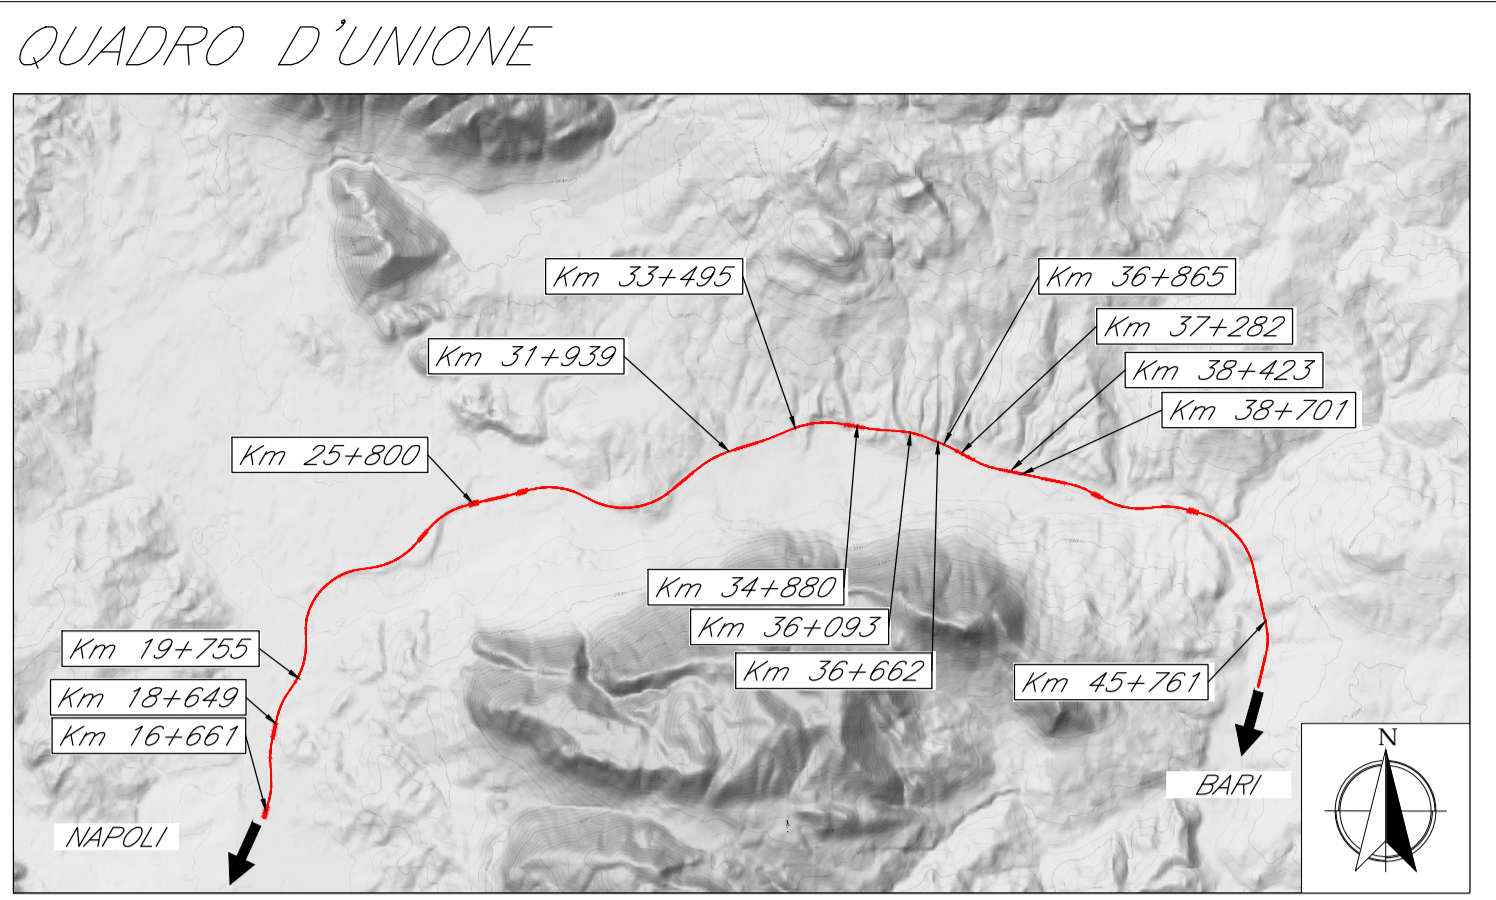 QUADRO D'UNIONE
Km 33+495
Km 36+865
Km 37+282
Km 31+939
Km 38+423
Km 38+701
Km 25+800
Km 34+880
Km 36+093
Km 19+755
Km 36+662
Km 45+761
Km 18+649
Km 16+661
N
BARI
NAPOLI